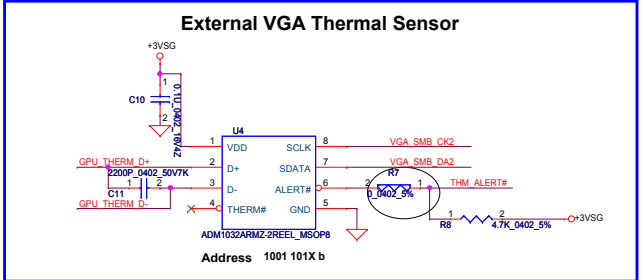 External VGA Thermal Sensor
+3VSG
1
C10
0.1U_0402_16V4Z
2
U4
1 VDD SCLK 8 VGA_SMB_CK2
GPU_THERM_D+ 2 D+ SDATA 7 VGA_SMB_DA2
2200P_0402_50V7K
R7
1 2 3 D- ALERT# 6 2 1 THM_ALERT#
C11
0_0402_5%
GPU_THERM_D- 4 THERM# GND 5
1 2 +3VSG
R8 4.7K_0402_5%
ADM1032ARMZ-2REEL_MSOP8
Address 1001 101X b